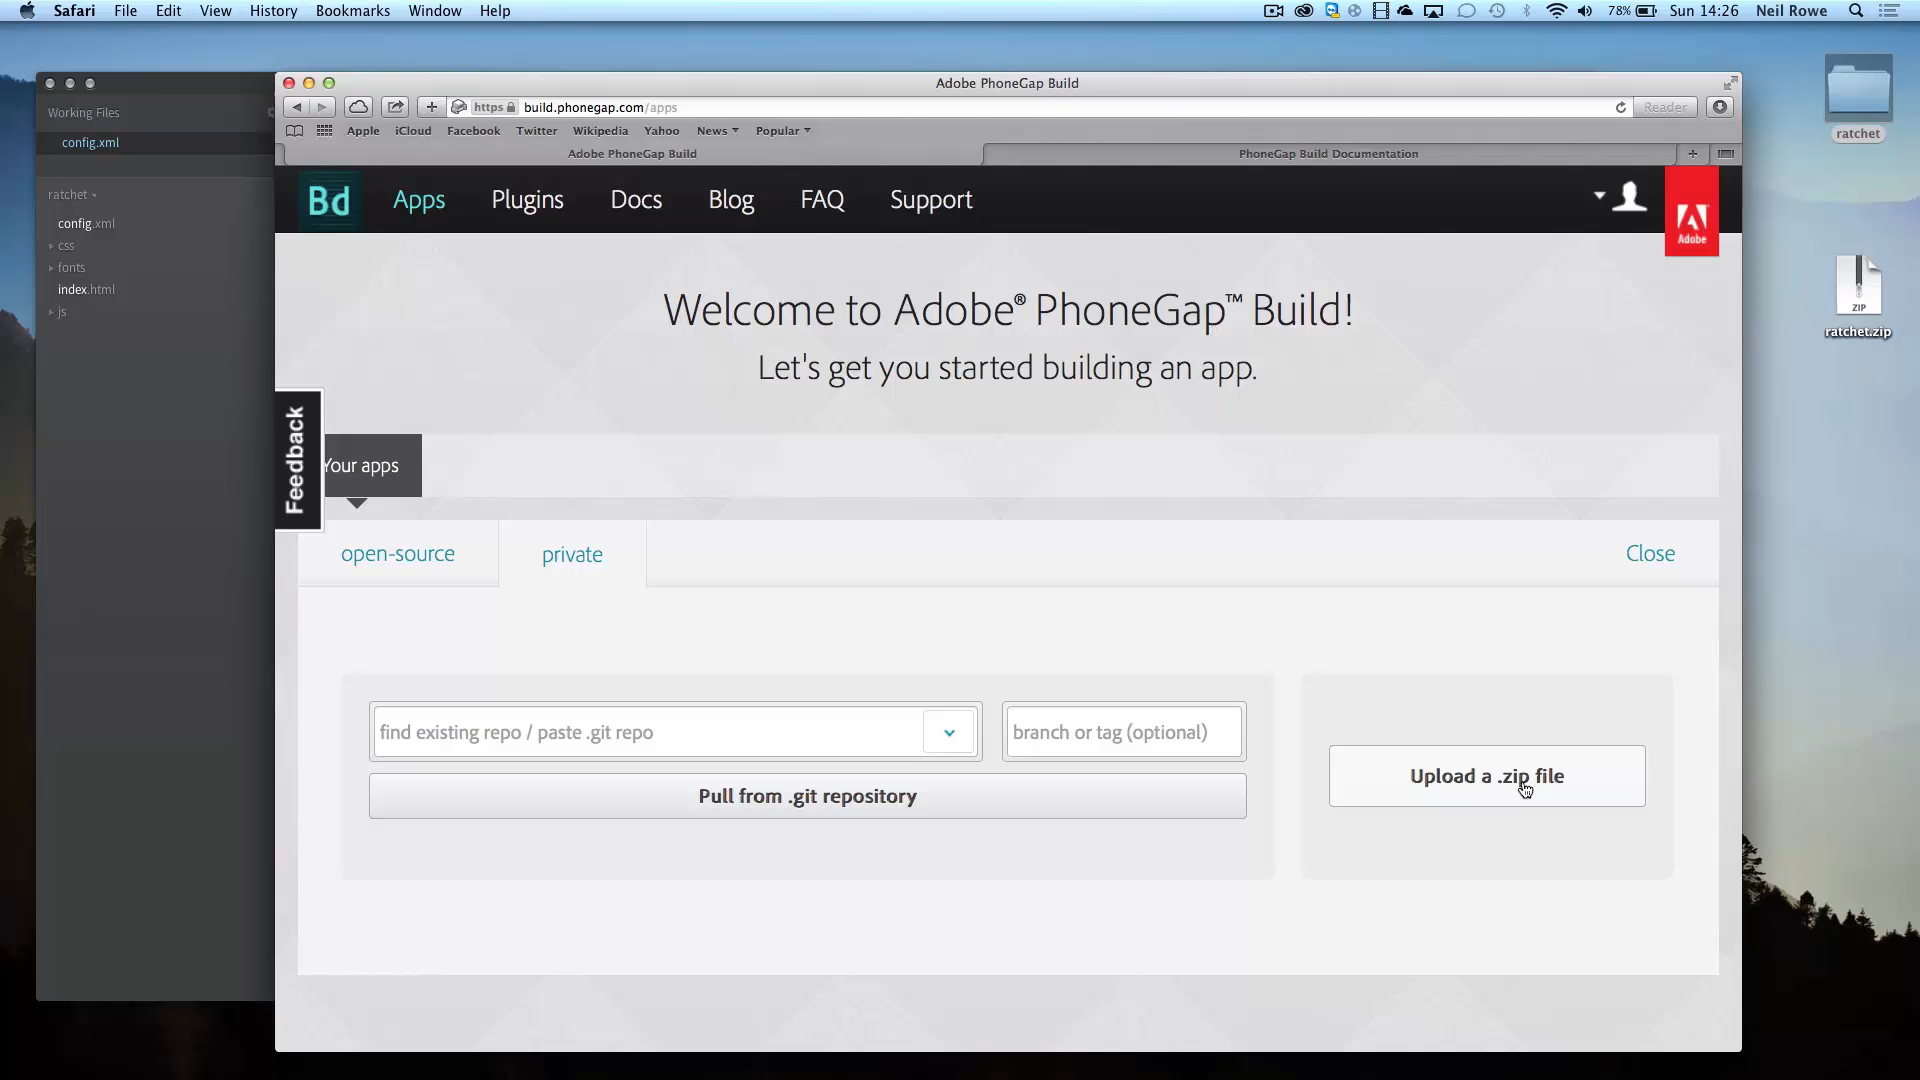 Safari File Edit View History Bookmarks Window Help 78% Sun 14:26 Neil Rowe
Adobe PhoneGap Build
https build.phonegap.com/apps Reader
Apple iCloud Facebook Twitter Wikipedia Yahoo News Popular
Adobe PhoneGap Build PhoneGap Build Documentation
Working Files
config.xml
ratchet
config.xml
css
fonts
index.html
js
Bd Apps Plugins Docs Blog FAQ Support
Adobe
Welcome to Adobe® PhoneGap™ Build!
Let's get you started building an app.
Feedback
Your apps
open-source private Close
find existing repo / paste .git repo branch or tag (optional)
Pull from .git repository
Upload a .zip file
ratchet
ZIP
ratchet.zip